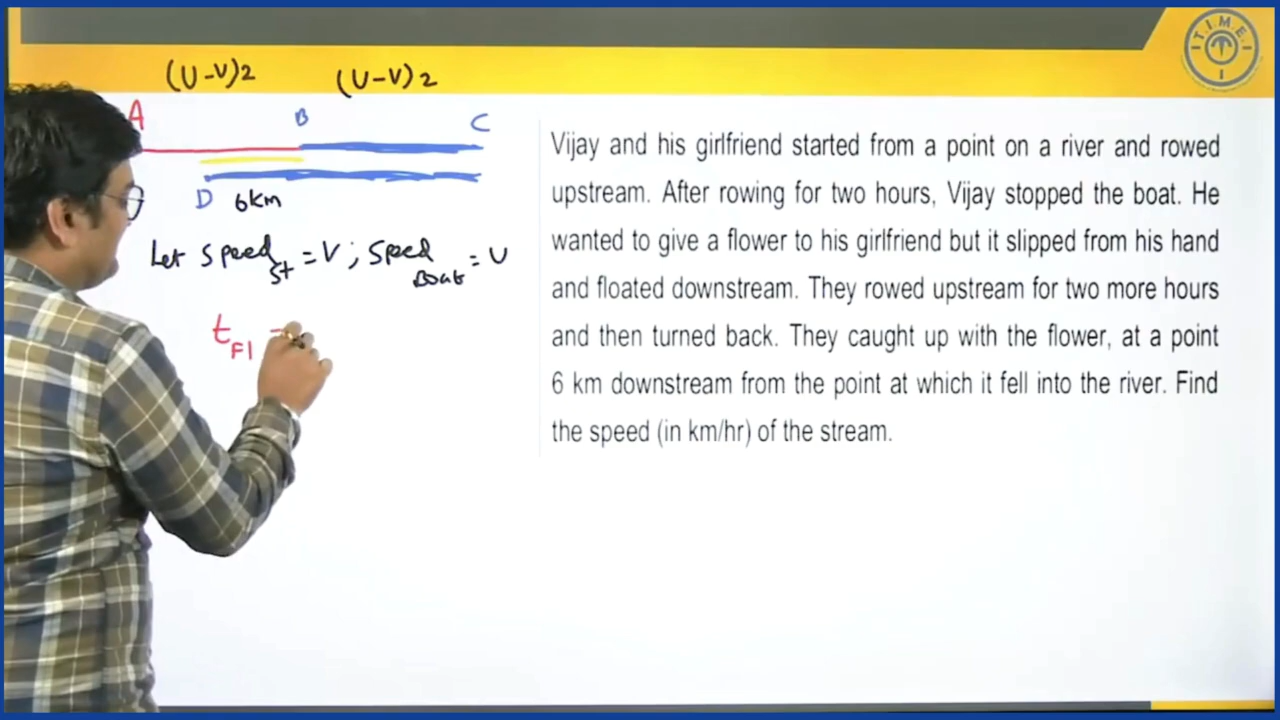 (U-V)2 (U-V)2
A B C
D 6km
Let Speed St = V ; Speed Boat = U
t Fl =
T.I.M.E.
Vijay and his girlfriend started from a point on a river and rowed
upstream. After rowing for two hours, Vijay stopped the boat. He
wanted to give a flower to his girlfriend but it slipped from his hand
and floated downstream. They rowed upstream for two more hours
and then turned back. They caught up with the flower, at a point
6 km downstream from the point at which it fell into the river. Find
the speed (in km/hr) of the stream.